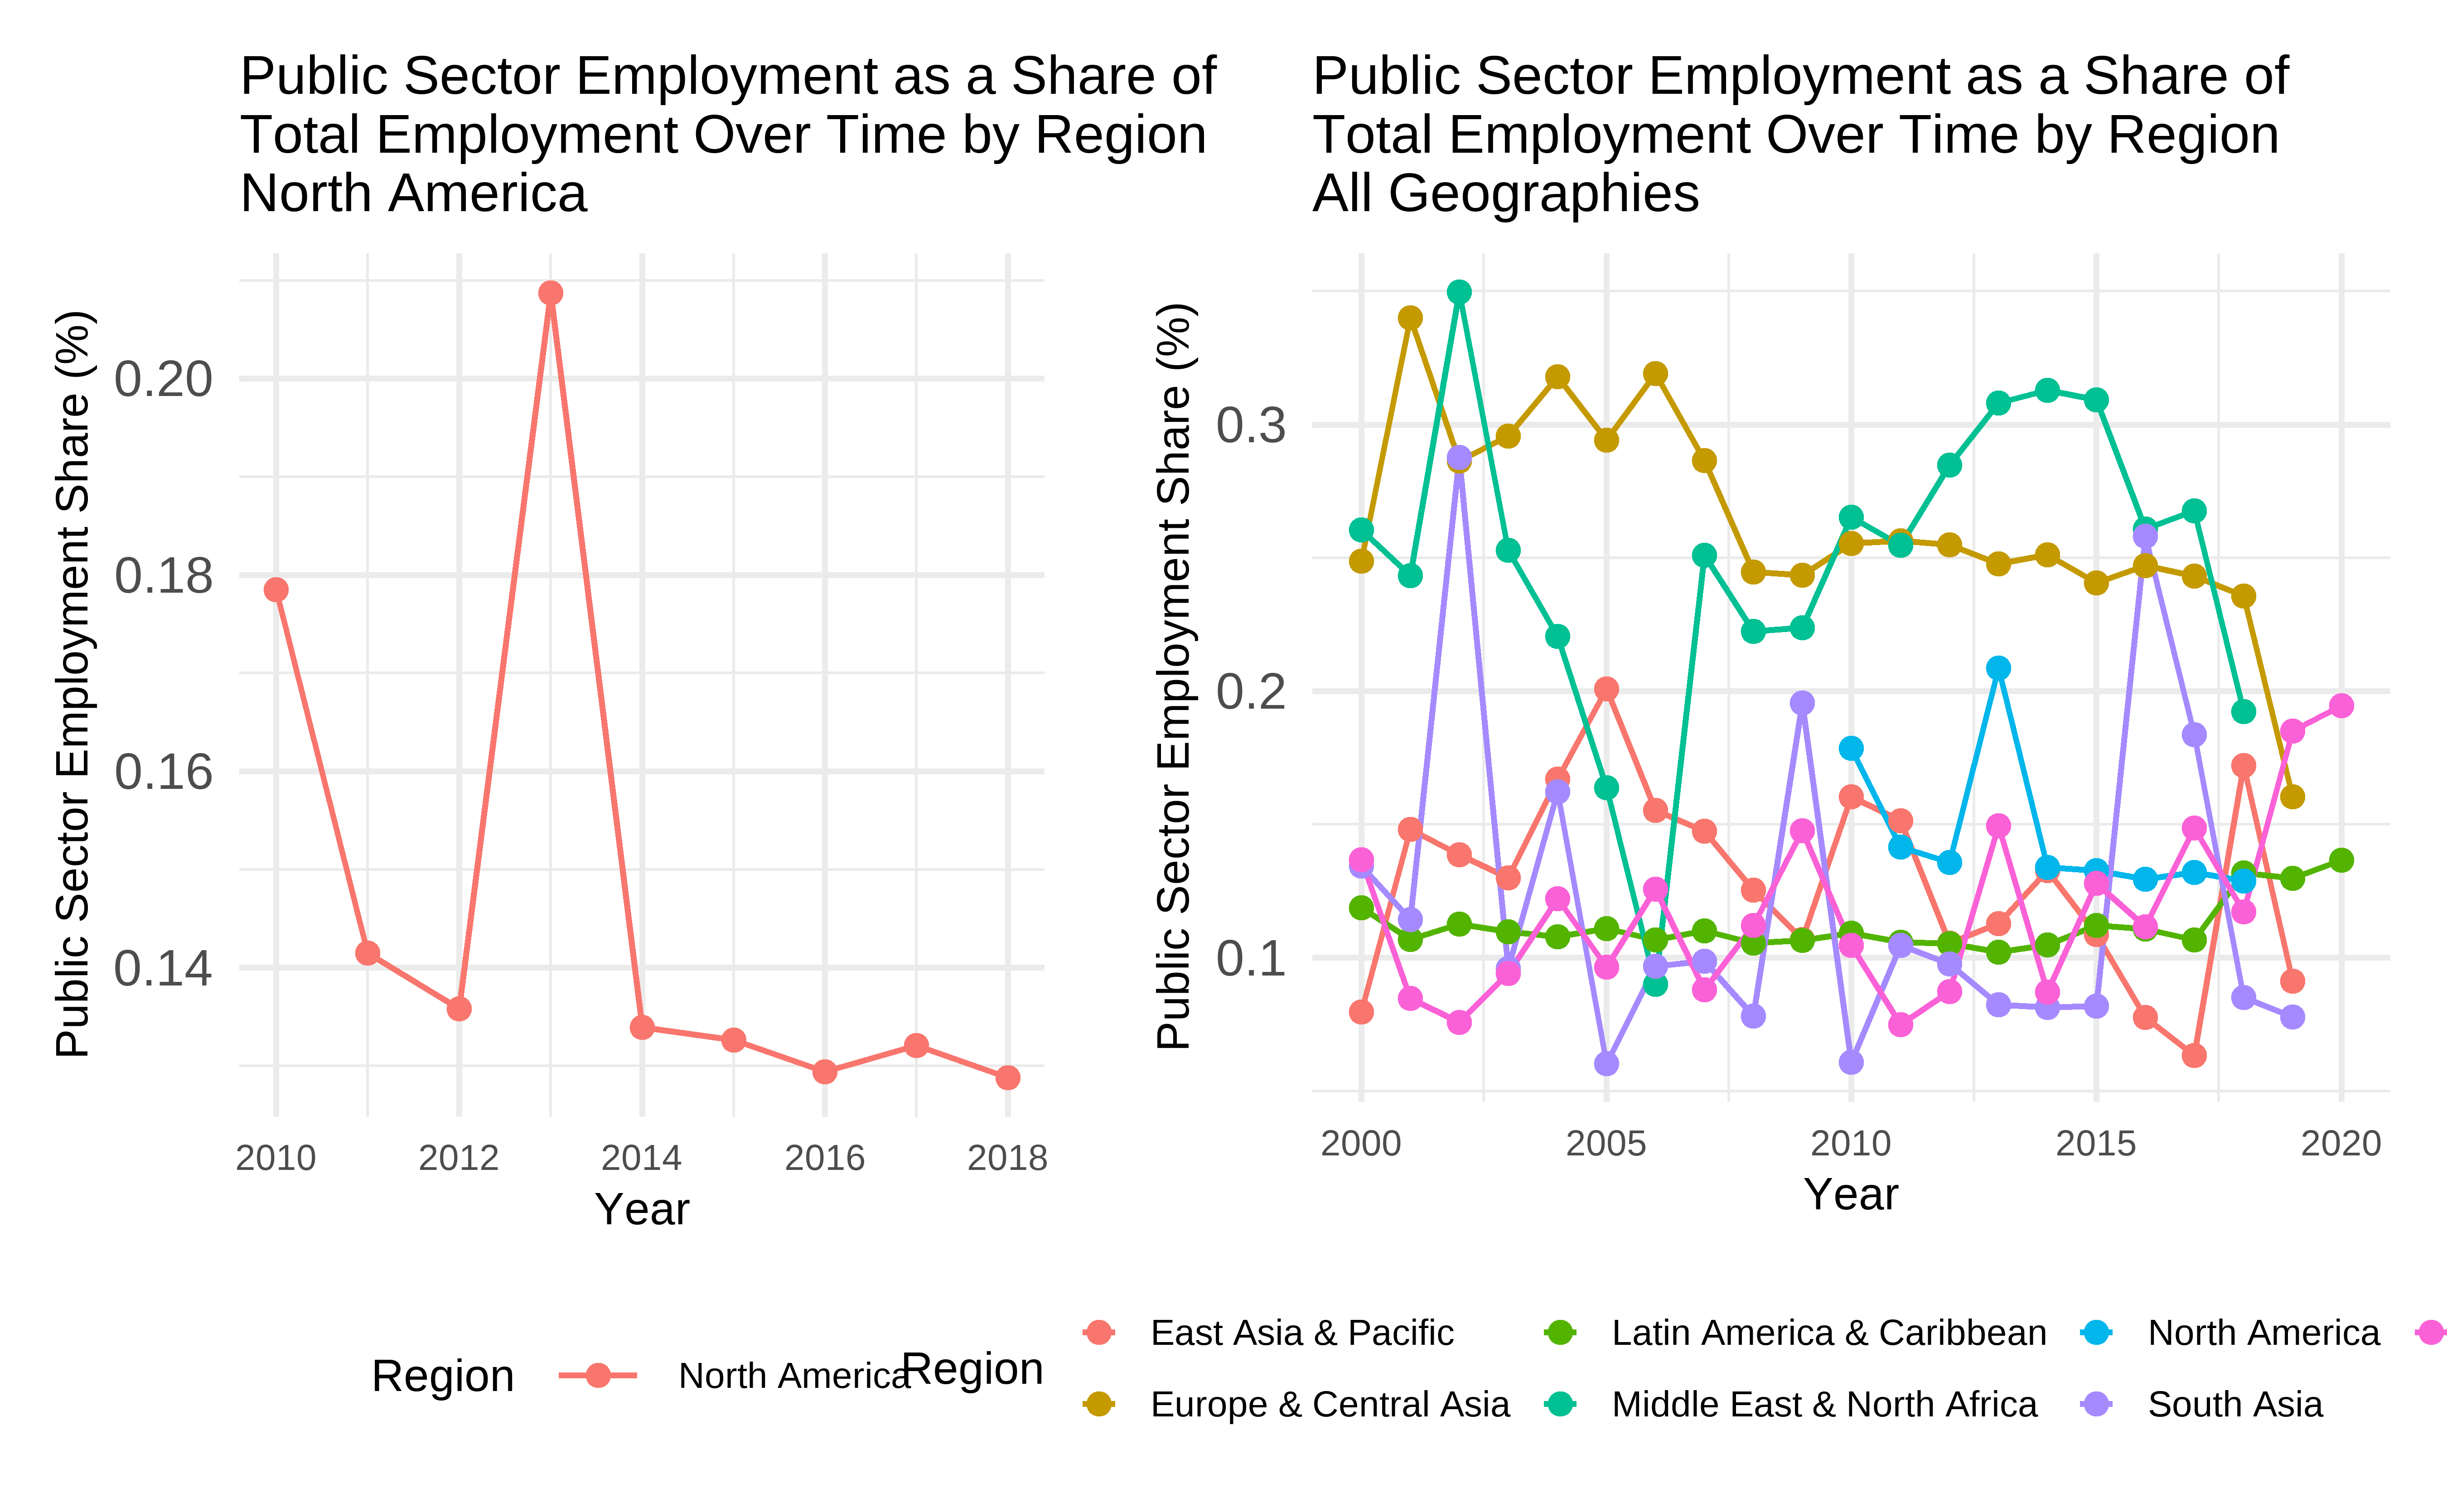 Public Sector Employment as a Share of
Total Employment Over Time by Region
North America
Public Sector Employment Share (%)
0.20
0.18
0.16
0.14
2010 2012 2014 2016 2018
Year
Region
North America
Public Sector Employment as a Share of
Total Employment Over Time by Region
All Geographies
Public Sector Employment Share (%)
0.3
0.2
0.1
2000 2005 2010 2015 2020
Year
Region
East Asia & Pacific
Europe & Central Asia
Latin America & Caribbean
Middle East & North Africa
North America
South Asia